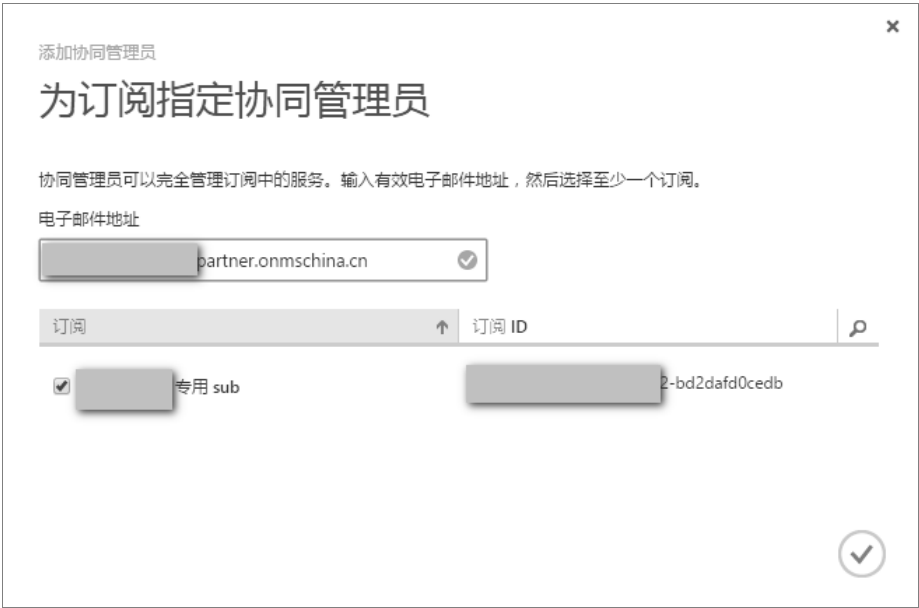 添加协同管理员
为订阅指定协同管理员
协同管理员可以完全管理订阅中的服务。输入有效电子邮件地址，然后选择至少一个订阅。
电子邮件地址
partner.onmschina.cn
订阅 订阅 ID
专用 sub 2-bd2dafd0cedb